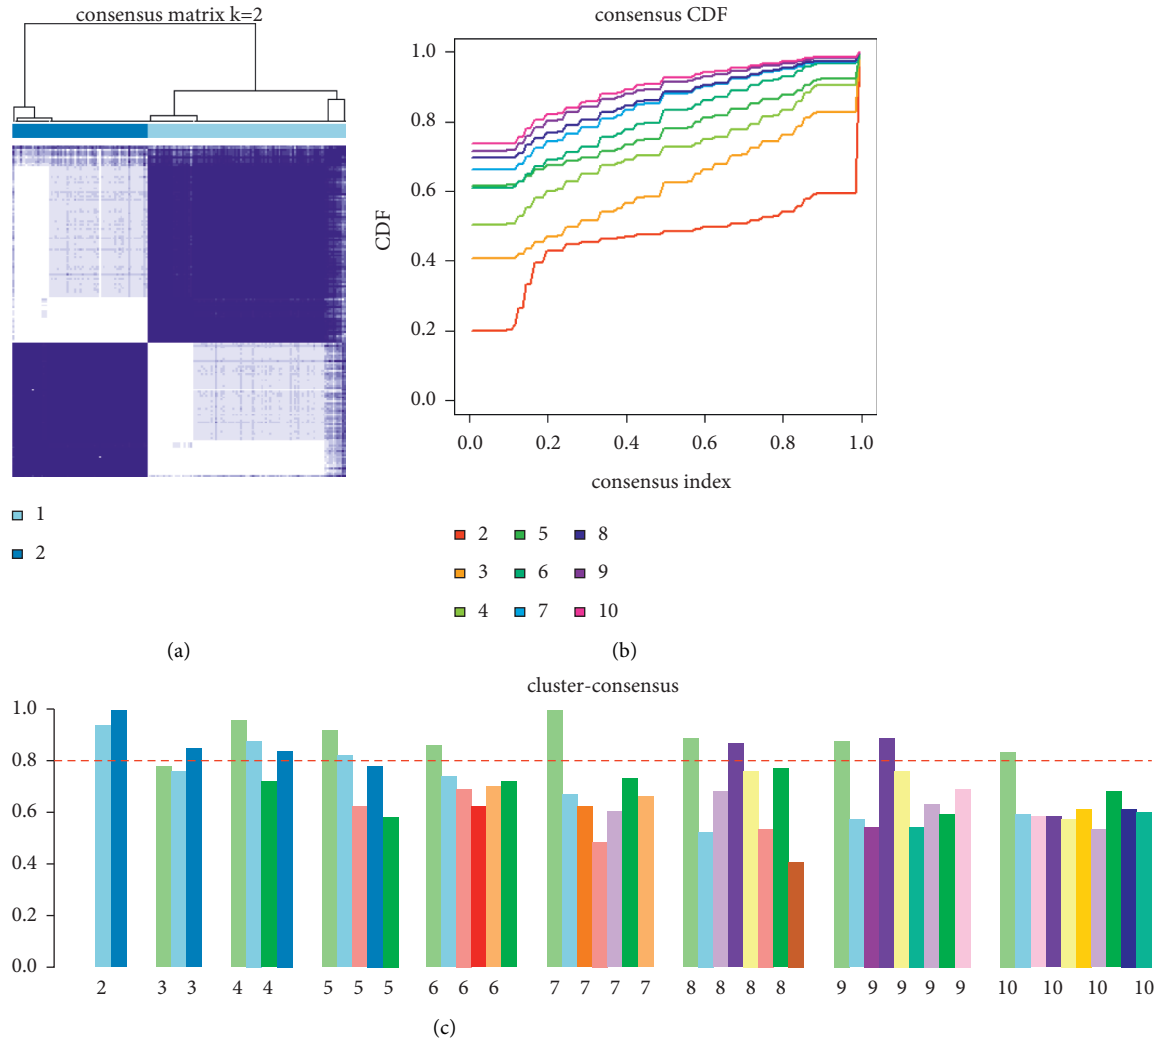 consensus matrix k=2
1
2
(a)
consensus CDF
CDF
1.0
0.8
0.6
0.4
0.2
0.0
0.0 0.2 0.4 0.6 0.8 1.0
consensus index
2 5 8
3 6 9
4 7 10
(b)
cluster-consensus
1.0
0.8
0.6
0.4
0.2
0.0
2 3 3 4 4 5 5 5 6 6 6 7 7 7 7 8 8 8 8 9 9 9 9 9 10 10 10 10
(c)